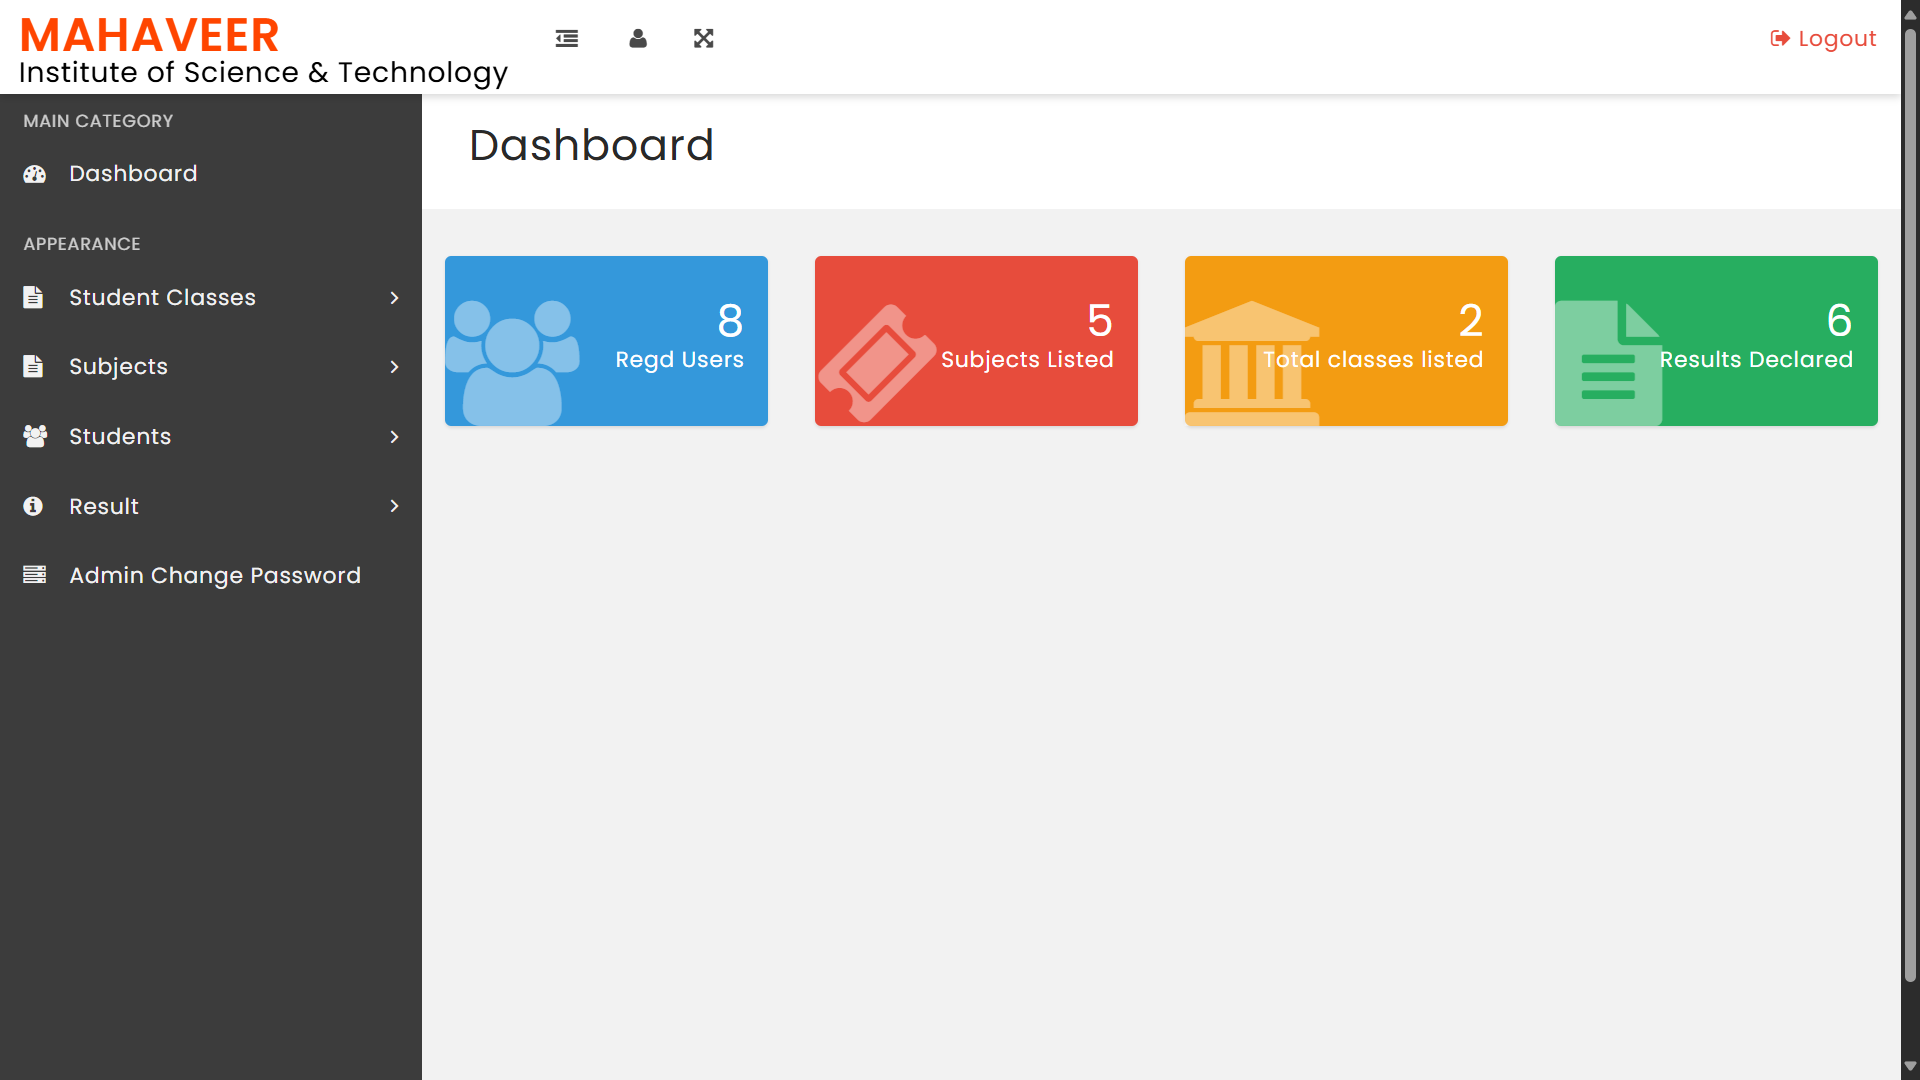 MAHAVEER
Institute of Science & Technology
Logout
MAIN CATEGORY
Dashboard
APPEARANCE
Student Classes
Subjects
Students
Result
Admin Change Password
Dashboard
8
Regd Users
5
Subjects Listed
2
Total classes listed
6
Results Declared